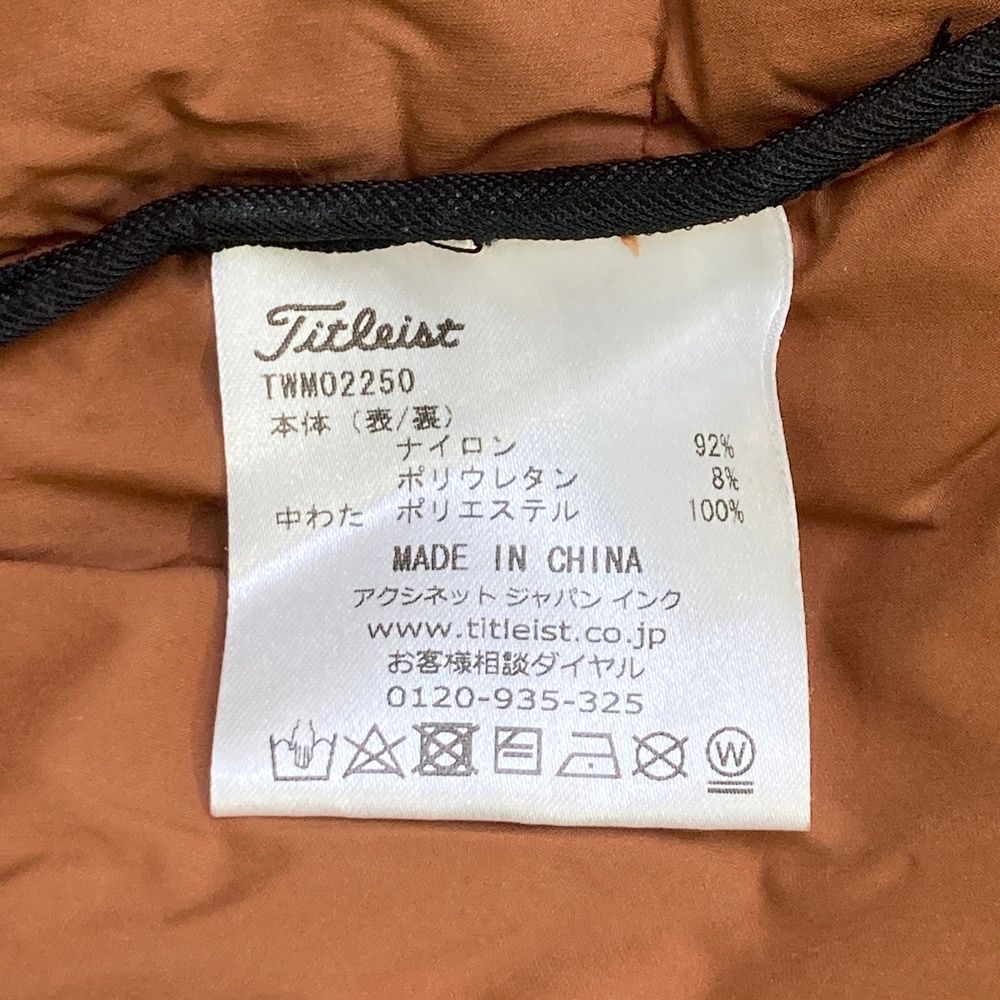 Titleist
TWMO2250
本体 (表/裏)
ナイロン 92%
ポリウレタン 8%
中わた ポリエステル 100%
MADE IN CHINA
アクシネット ジャパン インク
www.titleist.co.jp
お客様相談ダイヤル
0120-935-325
W